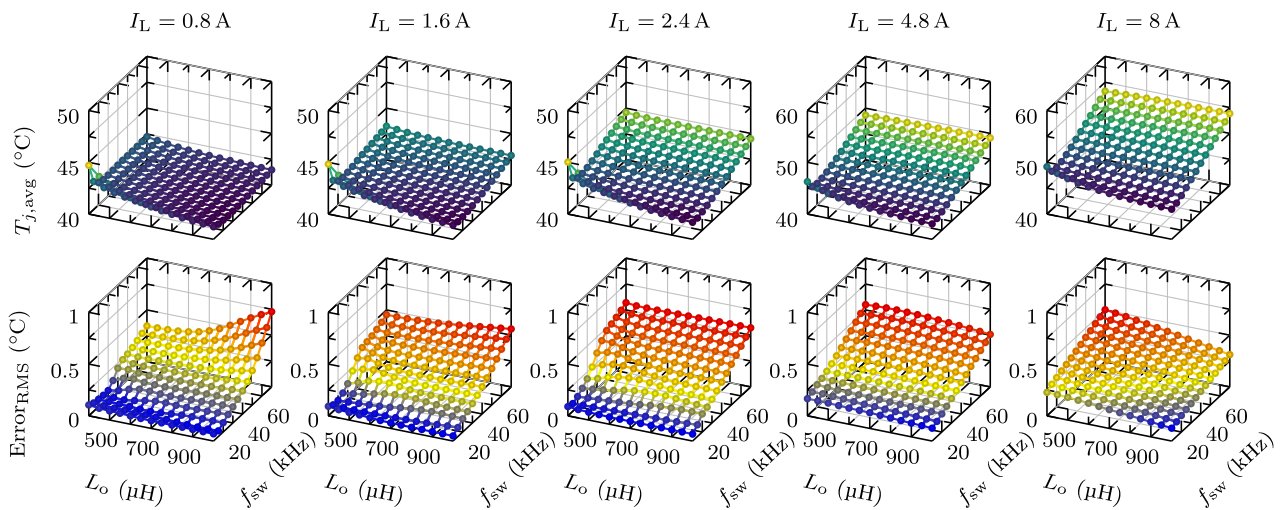 I_L = 0.8 A I_L = 1.6 A I_L = 2.4 A I_L = 4.8 A I_L = 8 A
T_j,avg (°C)
50 50 50 60 60
45 45 45 50 50
40 40 40 40 40
Error_RMS (°C)
1 1 1 1 1
0.5 0.5 0.5 0.5 0.5
0 0 0 0 0
500 700 900 500 700 900 500 700 900 500 700 900 500 700 900
20 40 60 20 40 60 20 40 60 20 40 60 20 40 60
L_o (µH) f_sw (kHz) L_o (µH) f_sw (kHz) L_o (µH) f_sw (kHz) L_o (µH) f_sw (kHz) L_o (µH) f_sw (kHz)